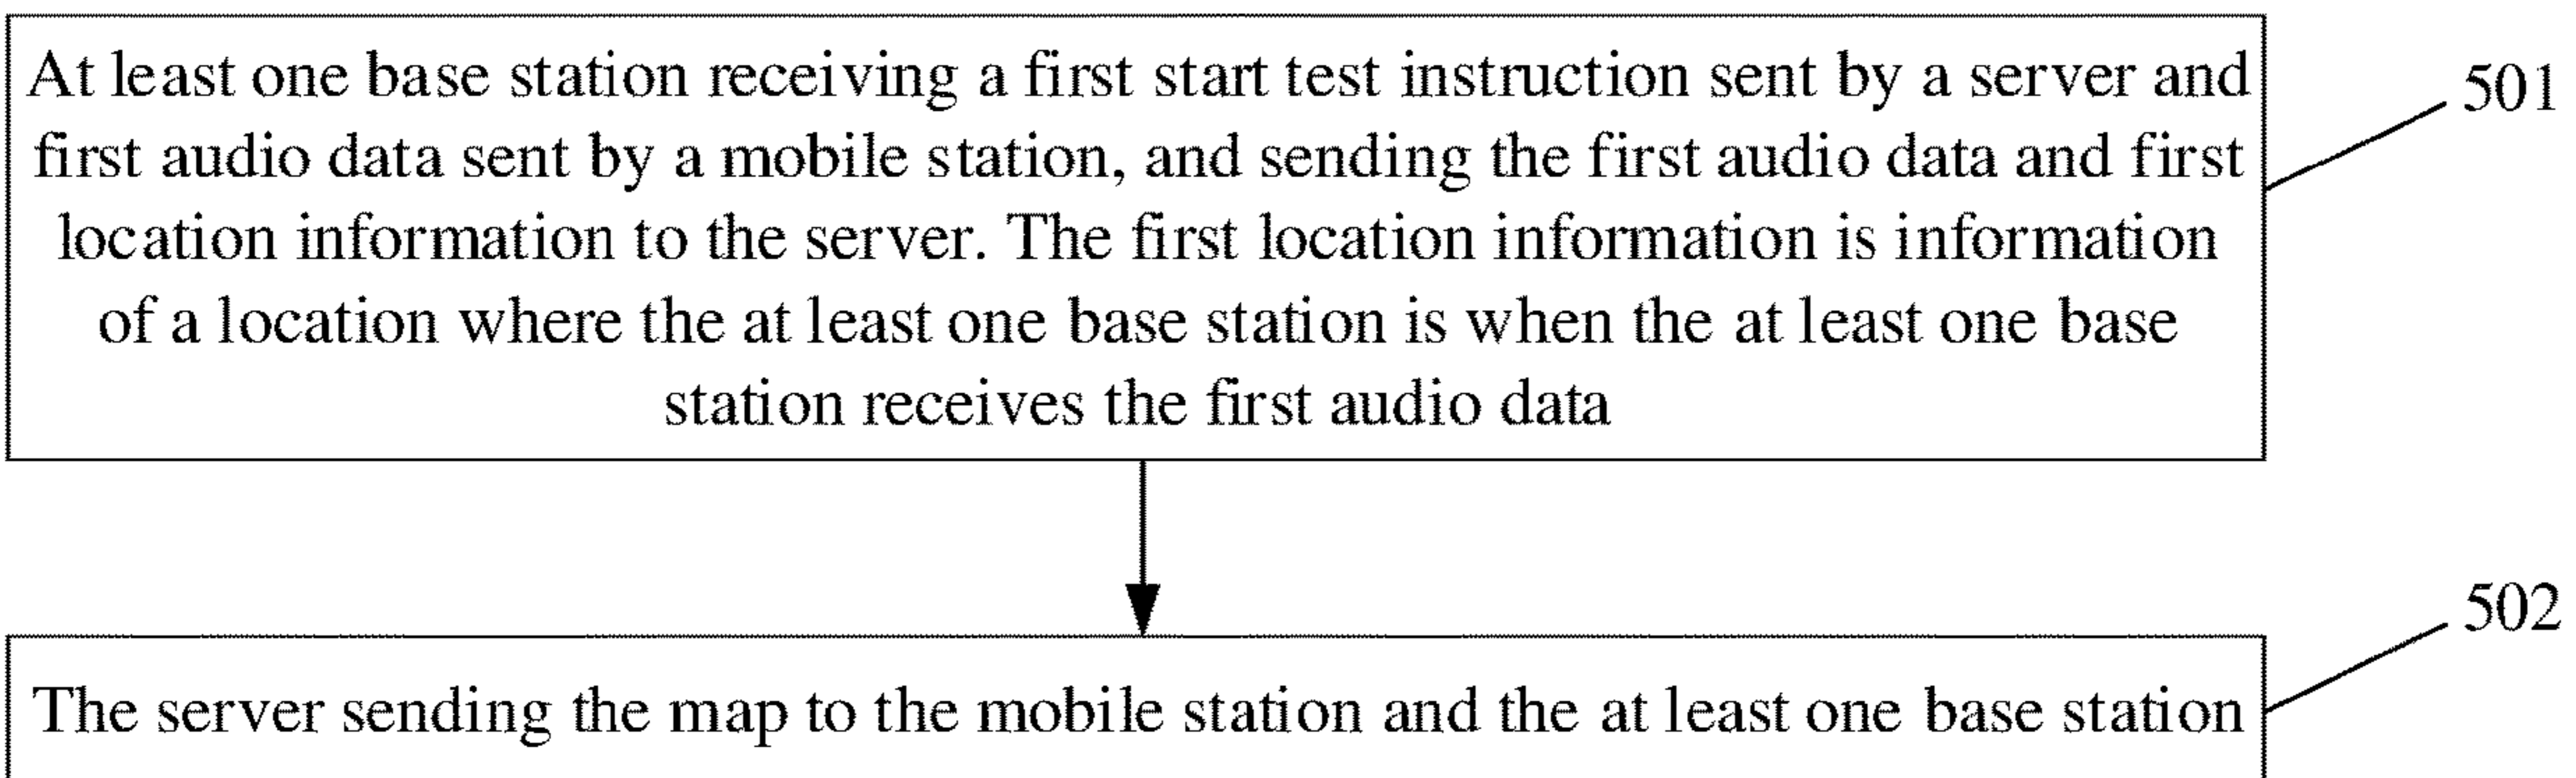 At least one base station receiving a first start test instruction sent by a server and
first audio data sent by a mobile station, and sending the first audio data and first
location information to the server. The first location information is information
of a location where the at least one base station is when the at least one base
station receives the first audio data
501
The server sending the map to the mobile station and the at least one base station
502